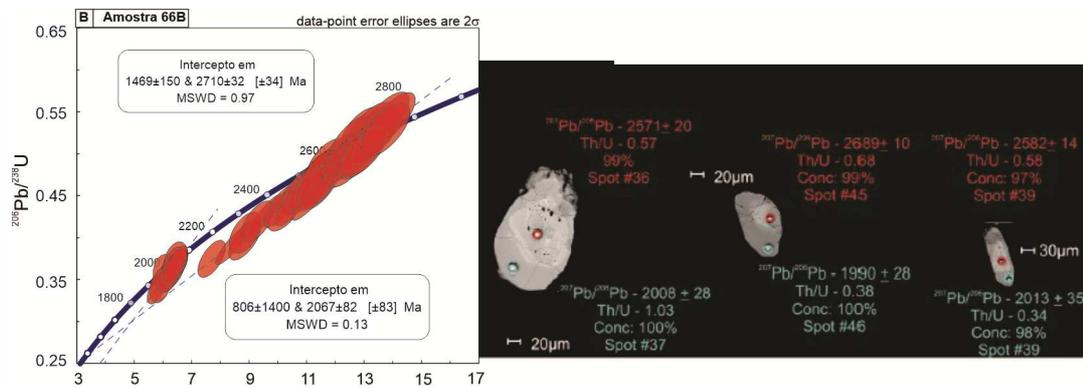 B Amostra 66B
data-point error ellipses are 2σ
0.65
0.55
0.45
0.35
0.25
²⁰⁶Pb/²³⁸U
Intercepto em
1469±150 & 2710±32 [±34] Ma
MSWD = 0.97
2800
2600
2400
2200
2000
1800
Intercepto em
806±1400 & 2067±82 [±83] Ma
MSWD = 0.13
3 5 7 9 11 13 15 17
²⁰⁷Pb/²⁰⁶Pb - 2571± 20
Th/U - 0.57
99%
Spot #36
²⁰⁷Pb/²⁰⁶Pb - 2008 ± 28
Th/U - 1.03
Conc: 100%
Spot #37
20µm
20µm
²⁰⁷Pb/²⁰⁶Pb - 2689± 10
Th/U - 0.68
Conc: 99%
Spot #45
²⁰⁷Pb/²⁰⁶Pb - 1990 ± 28
Th/U - 0.38
Conc: 100%
Spot #46
²⁰⁷Pb/²⁰⁶Pb - 2582± 14
Th/U - 0.58
Conc: 97%
Spot #39
30µm
²⁰⁷Pb/²⁰⁶Pb - 2013 ± 35
Th/U - 0.34
Conc: 98%
Spot #39